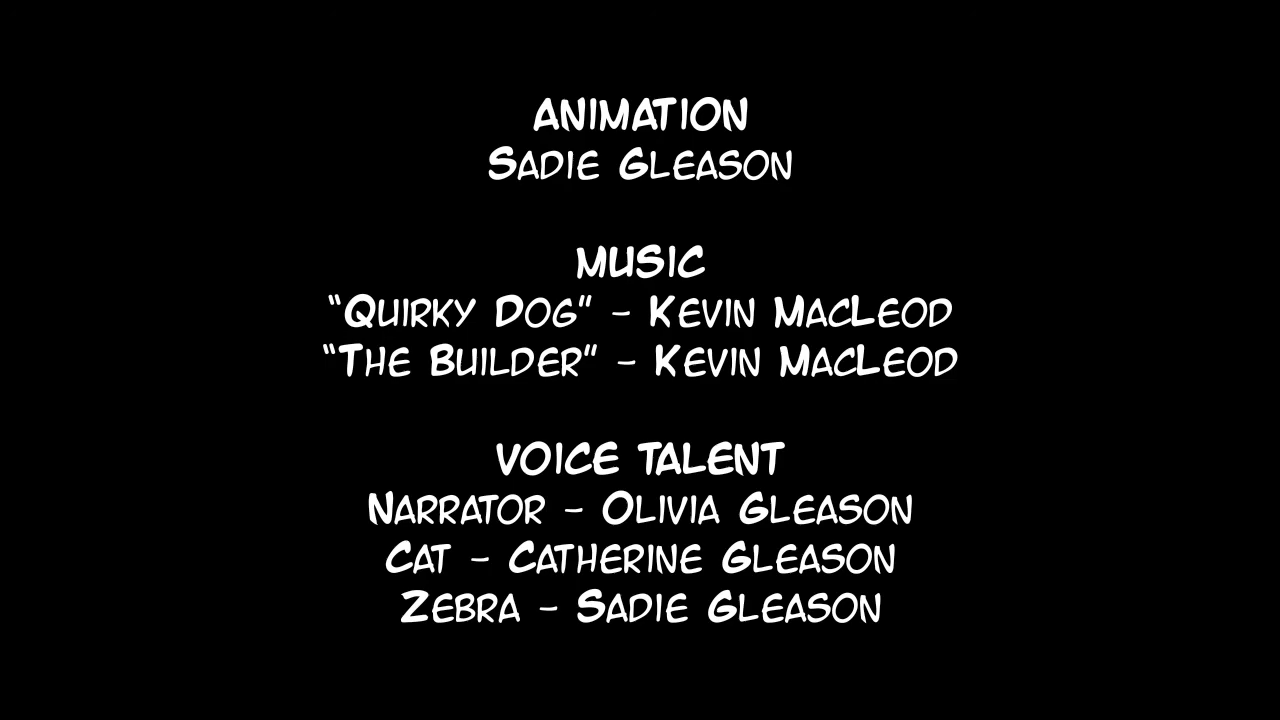 ANIMATION
SADIE GLEASON
MUSIC
"QUIRKY DOG" - KEVIN MACLEOD
"THE BUILDER" - KEVIN MACLEOD
VOICE TALENT
NARRATOR - OLIVIA GLEASON
CAT - CATHERINE GLEASON
ZEBRA - SADIE GLEASON